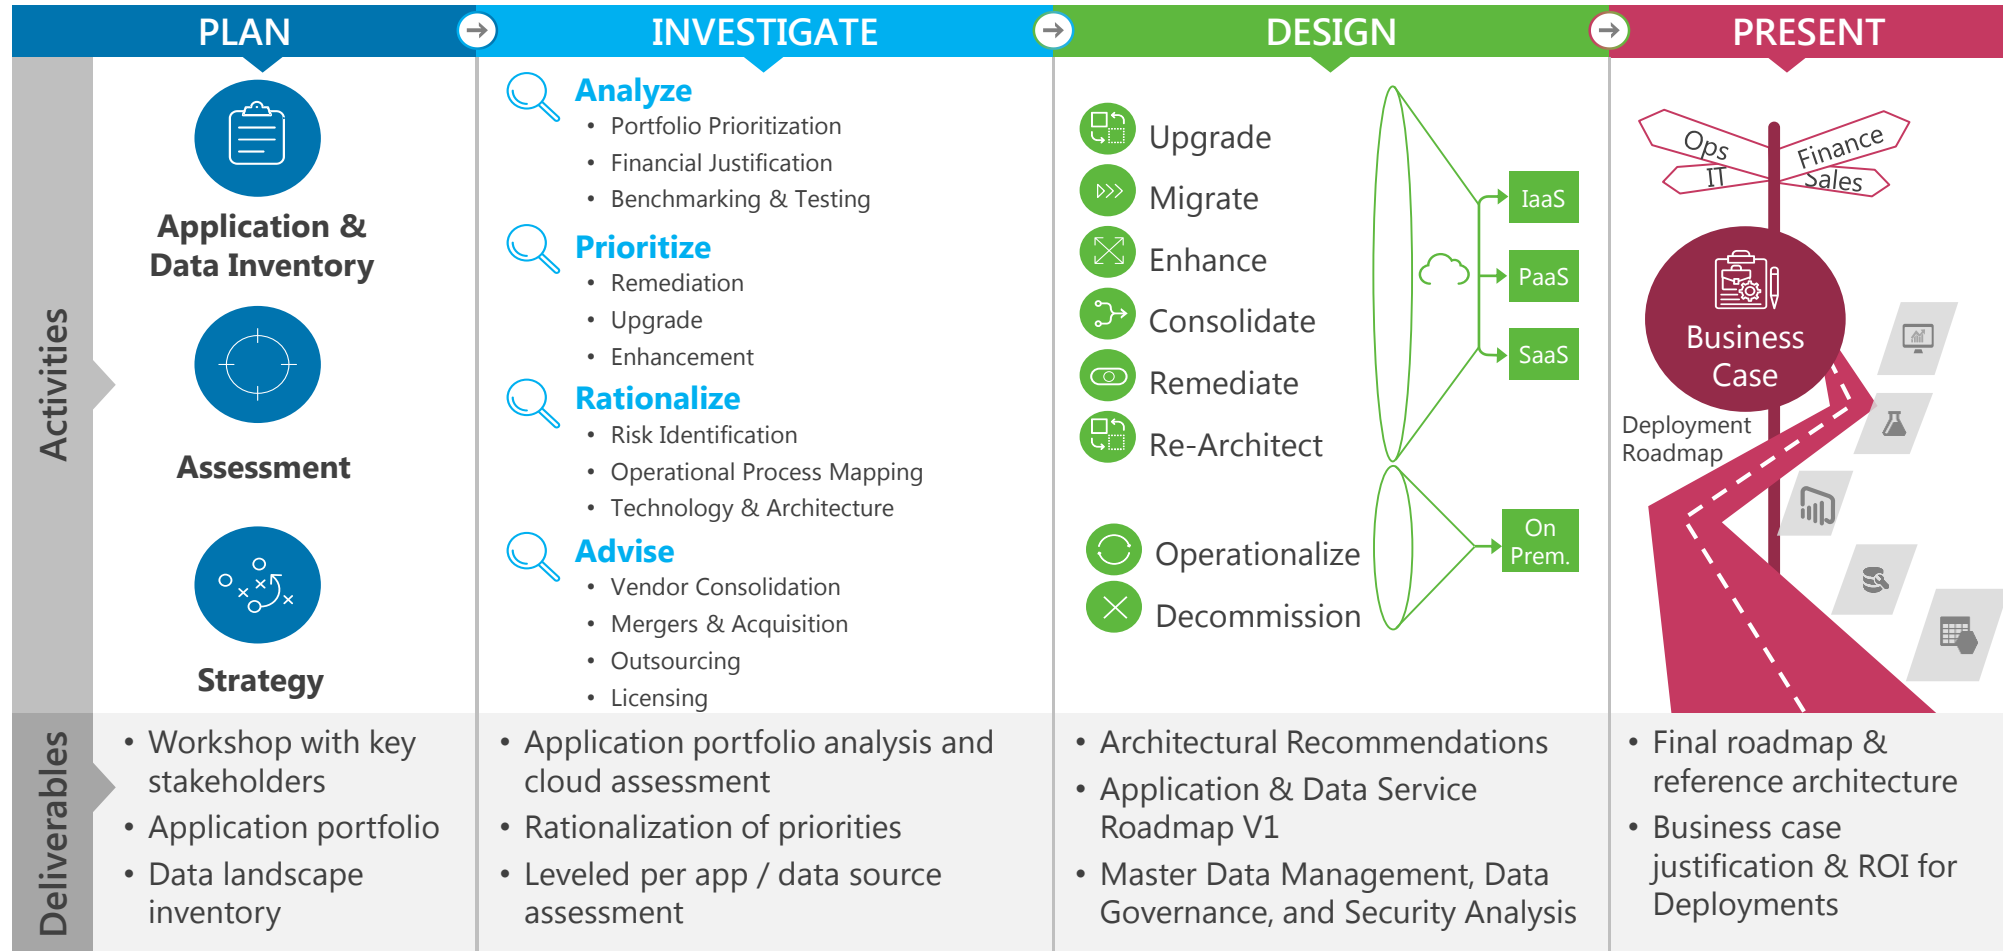 PLAN
INVESTIGATE
DESIGN
PRESENT
Activities
Application &
Data Inventory
Assessment
Strategy
Analyze
• Portfolio Prioritization
• Financial Justification
• Benchmarking & Testing
Prioritize
• Remediation
• Upgrade
• Enhancement
Rationalize
• Risk Identification
• Operational Process Mapping
• Technology & Architecture
Advise
• Vendor Consolidation
• Mergers & Acquisition
• Outsourcing
• Licensing
Upgrade
Migrate
Enhance
Consolidate
Remediate
Re-Architect
Operationalize
Decommission
IaaS
PaaS
SaaS
On
Prem.
Ops
Finance
IT
Sales
Business
Case
Deployment
Roadmap
Deliverables
• Workshop with key
stakeholders
• Application portfolio
• Data landscape
inventory
• Application portfolio analysis and
cloud assessment
• Rationalization of priorities
• Leveled per app / data source
assessment
• Architectural Recommendations
• Application & Data Service
Roadmap V1
• Master Data Management, Data
Governance, and Security Analysis
• Final roadmap &
reference architecture
• Business case
justification & ROI for
Deployments